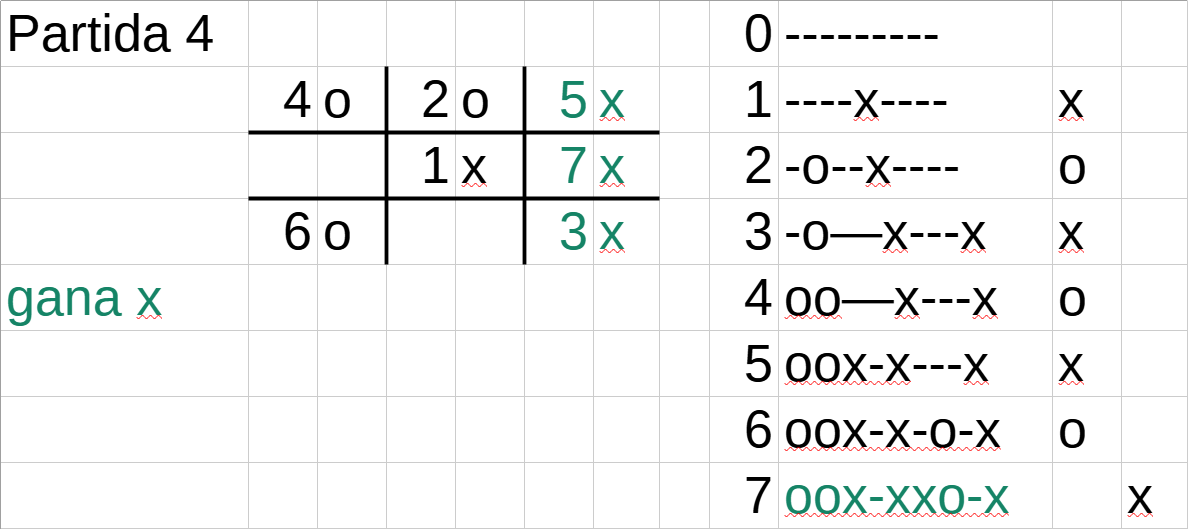 Partida 4 0 ---------
4 o 2 o 5 x 1 ----x---- x
1 x 7 x 2 -o--x---- o
6 o 3 x 3 -o—x---x x
gana x 4 oo—x---x o
5 oox-x---x x
6 oox-x-o-x o
7 oox-xxo-x x